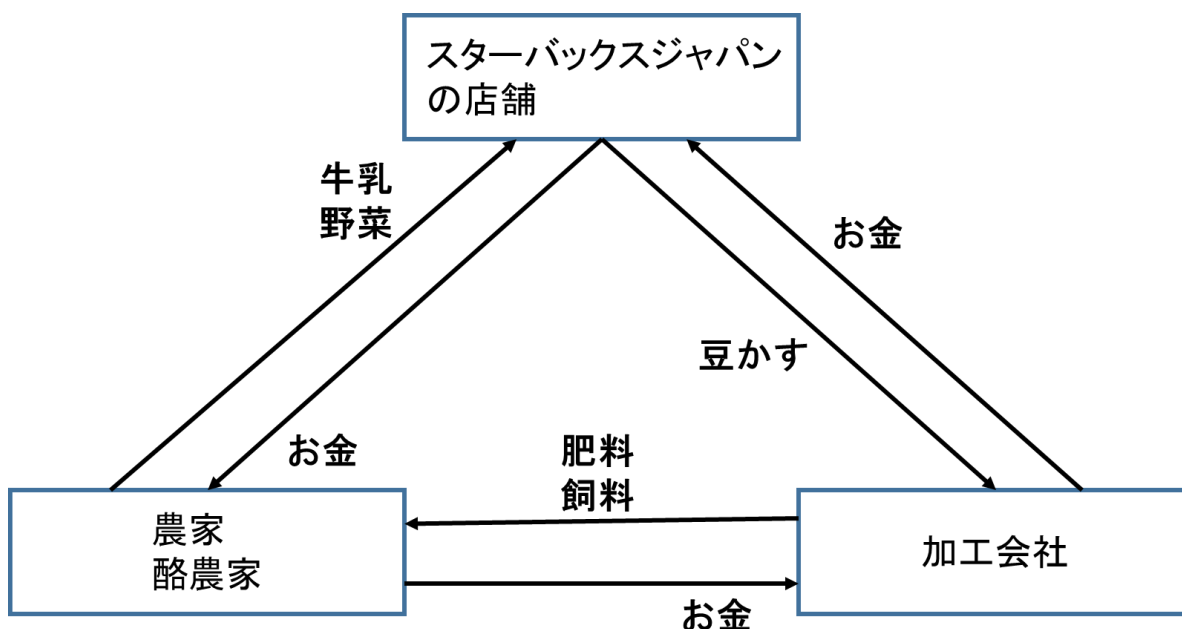 スターバックスジャパン
の店舗
牛乳
野菜
お金
豆かす
お金
肥料
飼料
農家
酪農家
加工会社
お金